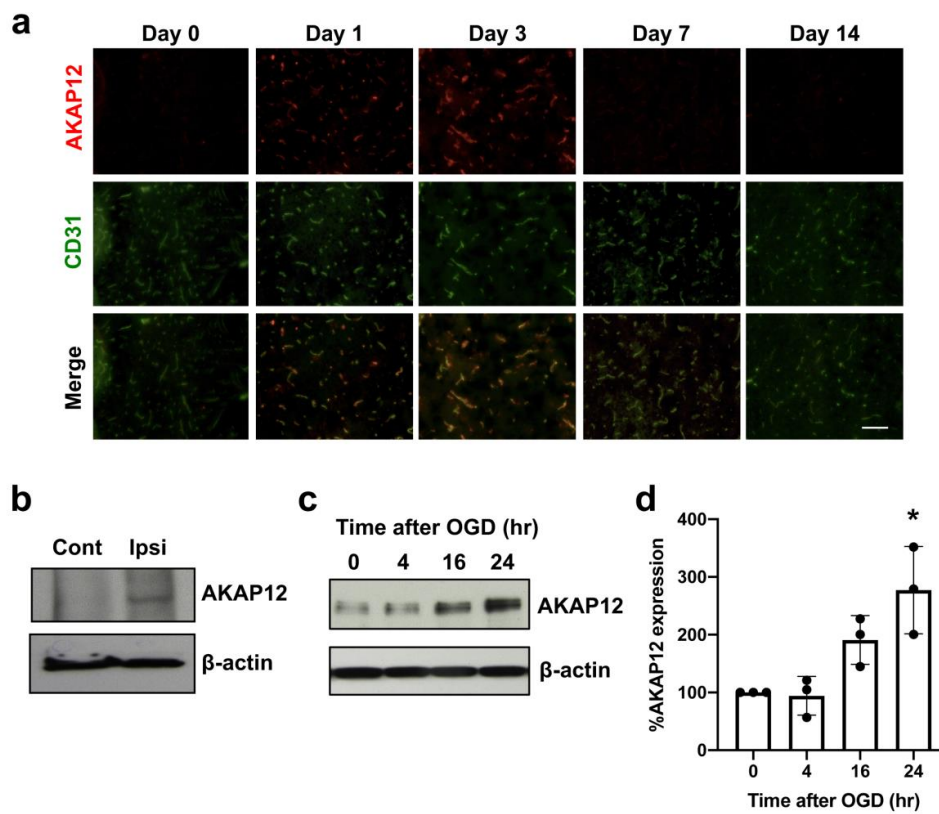 a
Day 0 Day 1 Day 3 Day 7 Day 14
AKAP12
CD31
Merge
b
Cont Ipsi
AKAP12
β-actin
c
Time after OGD (hr)
0 4 16 24
AKAP12
β-actin
d
*
%AKAP12 expression
400
300
200
100
0
0 4 16 24
Time after OGD (hr)